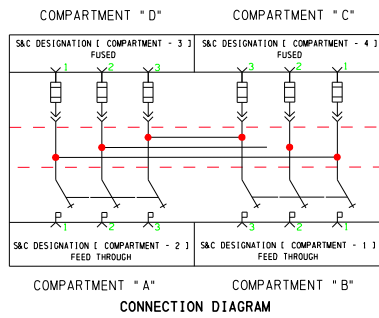 COMPARTMENT "D" COMPARTMENT "C"
S&C DESIGNATION [ COMPARTMENT - 3 ] S&C DESIGNATION [ COMPARTMENT - 4 ]
FUSED FUSED
1 2 3 3 2 1
1 2 3 3 2 1
S&C DESIGNATION [ COMPARTMENT - 2 ] S&C DESIGNATION [ COMPARTMENT - 1 ]
FEED THROUGH FEED THROUGH
COMPARTMENT "A" COMPARTMENT "B"
CONNECTION DIAGRAM